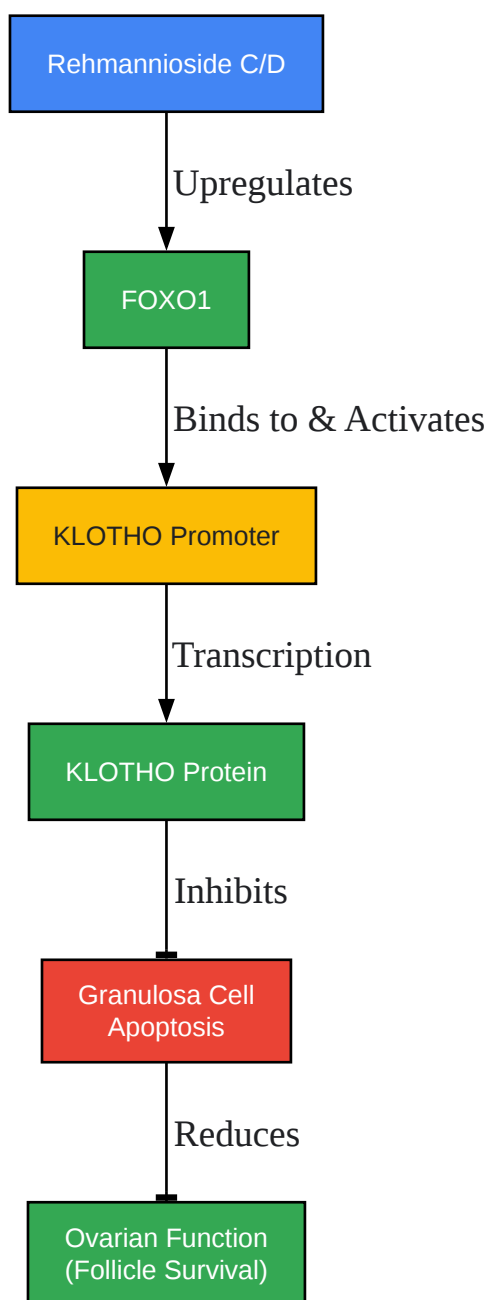 Rehmannioside C/D
Upregulates
FOXO1
Binds to & Activates
KLOTHO Promoter
Transcription
KLOTHO Protein
Inhibits
Granulosa Cell
Apoptosis
Reduces
Ovarian Function
(Follicle Survival)